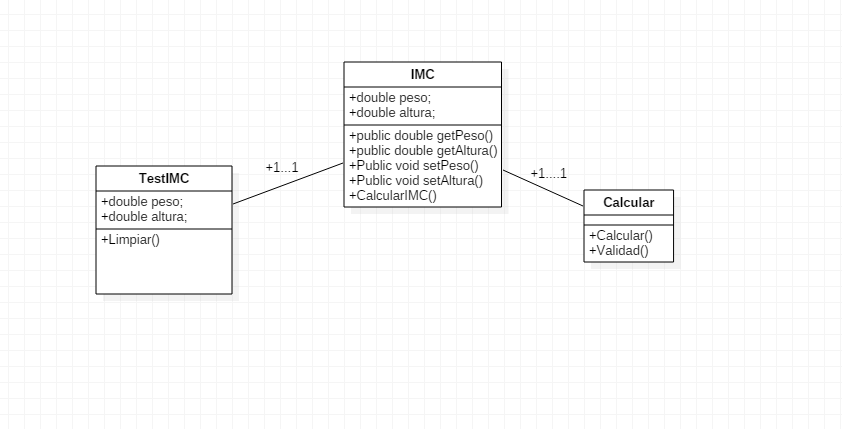 IMC
+double peso;
+double altura;
+public double getPeso()
+public double getAltura()
+Public void setPeso()
+Public void setAltura()
+CalcularIMC()
+1...1
TestIMC
+double peso;
+double altura;
+Limpiar()
+1....1
Calcular
+Calcular()
+Validad()